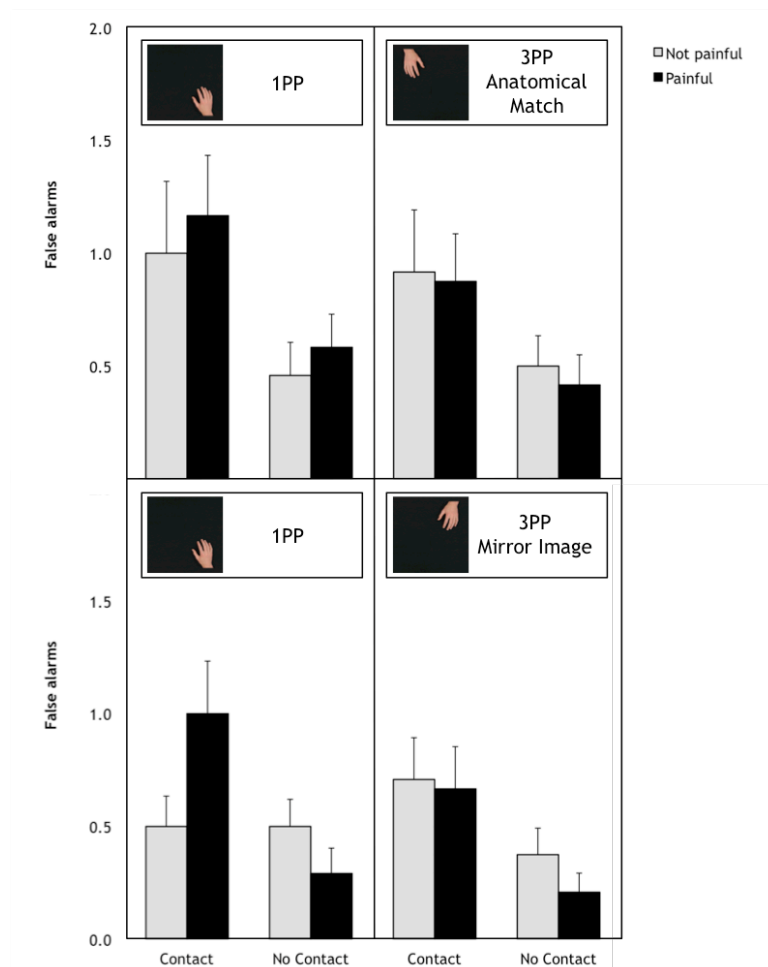 2.0
1PP
3PP
Anatomical
Match
Not painful
Painful
1.5
False alarms
1.0
0.5
1PP
3PP
Mirror Image
1.5
False alarms
1.0
0.5
0.0
Contact
No Contact
Contact
No Contact